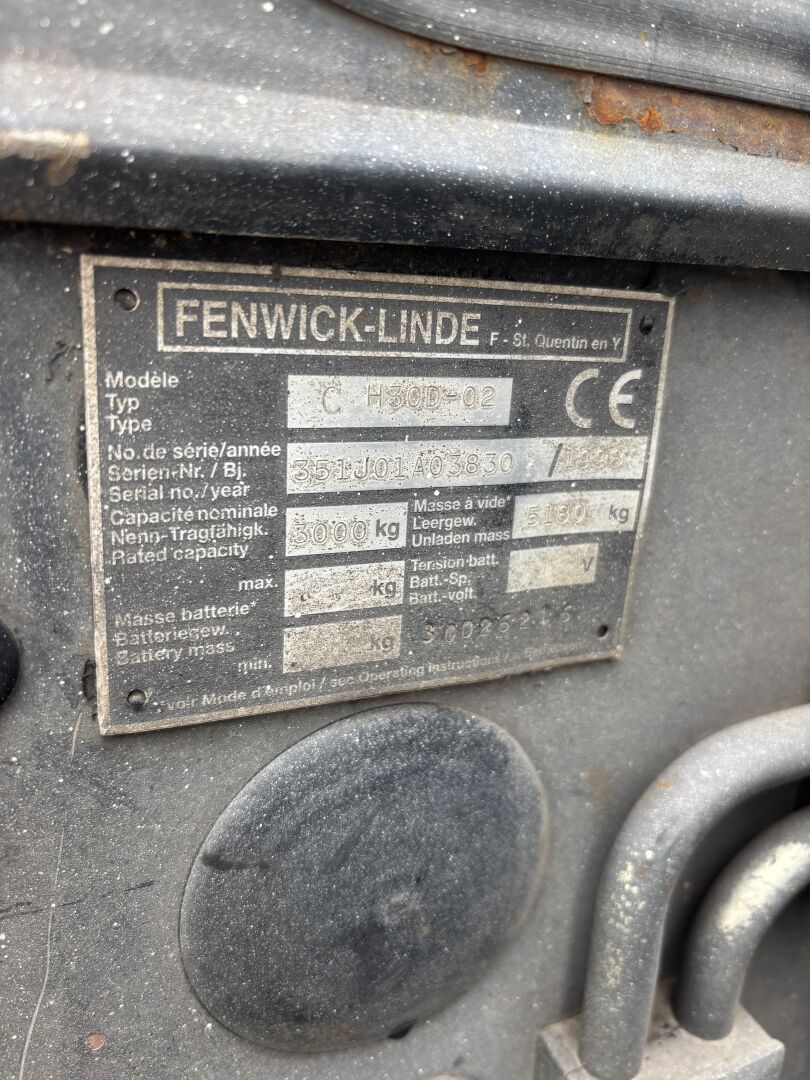 FENWICK-LINDE F - St. Quentin en Y
Modèle
Typ
Type
C H30D-02
CE
No. de série/année
Serien-Nr. / Bj.
Serial no./year
351J01A03830 /1998
Capacité nominale
Nenn-Tragfähigk.
Rated capacity
3000 kg
Masse à vide*
Leergew.
Unladen mass
5180 kg
max. kg
Tension batt.
Batt.-Sp.
Batt.-volt.
V
Masse batterie*
Batteriegew.
Battery mass
min. kg
30026216
*voir Mode d'emploi / see Operating instructions /